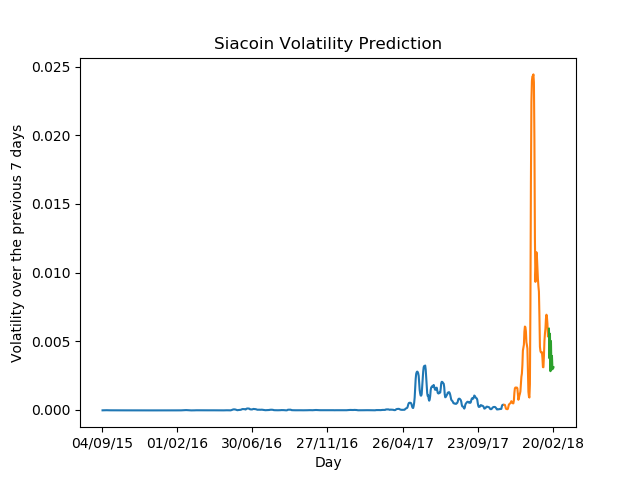 Siacoin Volatility Prediction
Volatility over the previous 7 days
0.025
0.020
0.015
0.010
0.005
0.000
04/09/15 01/02/16 30/06/16 27/11/16 26/04/17 23/09/17 20/02/18
Day